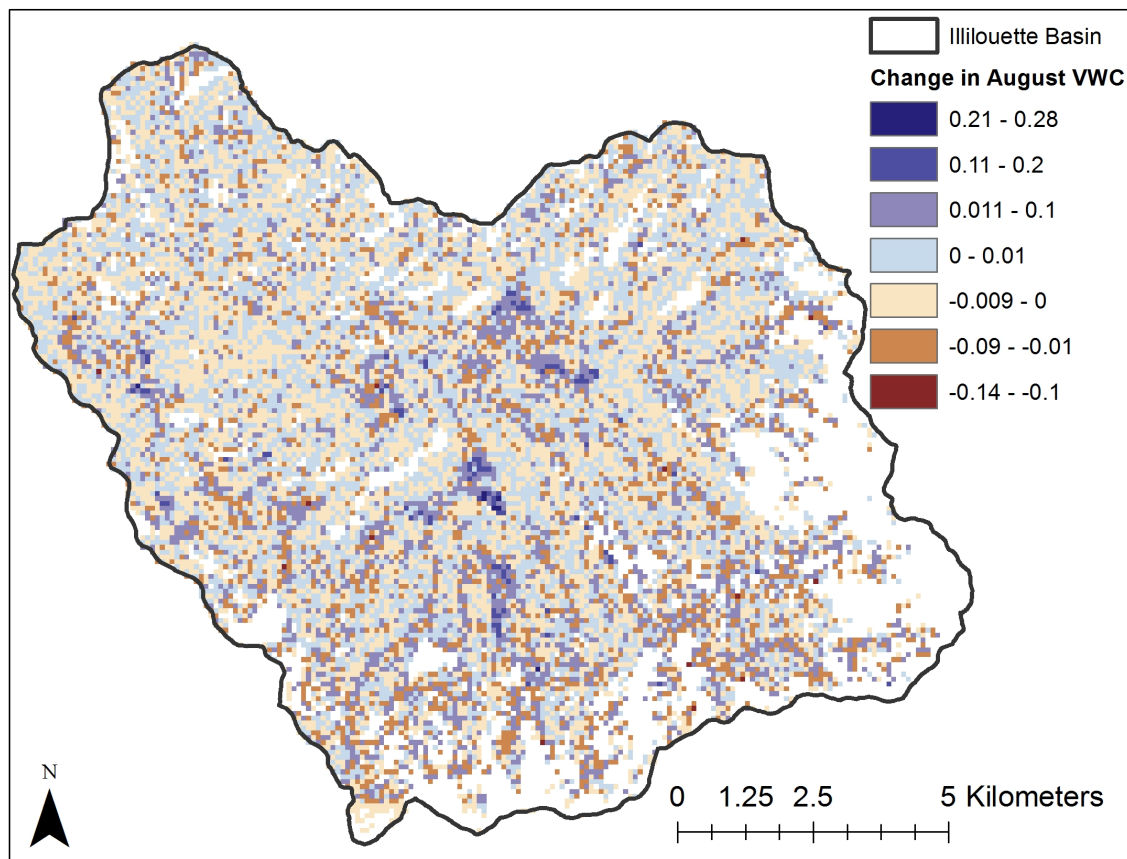 Illilouette Basin
Change in August VWC
0.21 - 0.28
0.11 - 0.2
0.011 - 0.1
0 - 0.01
-0.009 - 0
-0.09 - -0.01
-0.14 - -0.1
N
0 1.25 2.5 5 Kilometers